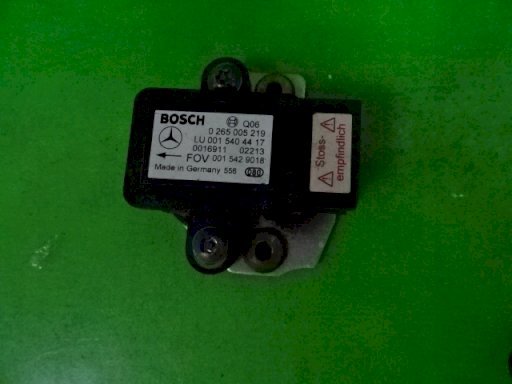 BOSCH Q06
0 265 005 219
LU 001 540 44 17
0016911 02213
FOV 001 542 9018
Made in Germany 556
Stoss-
empfindlich